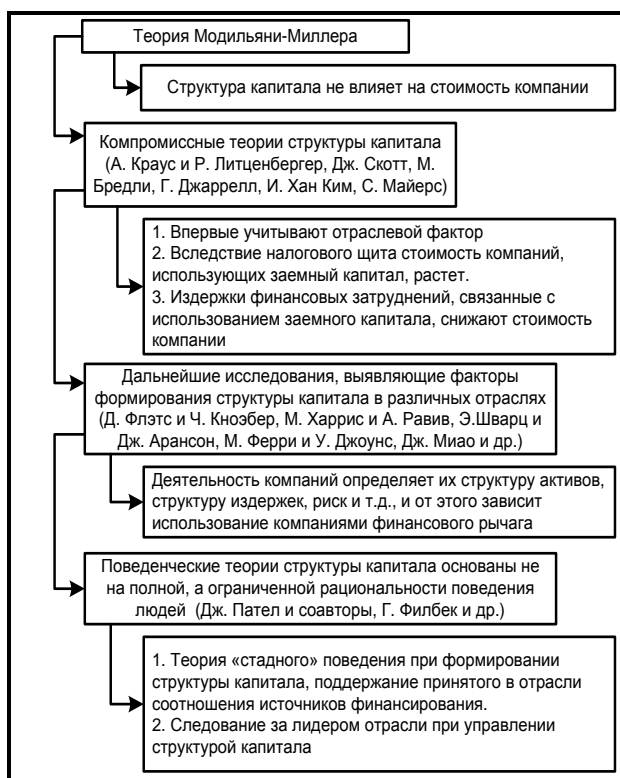 Теория Модильяни-Миллера
Структура капитала не влияет на стоимость компании
Компромиссные теории структуры капитала
(А. Краус и Р. Литценбергер, Дж. Скотт, М.
Бредли, Г. Джаррелл, И. Хан Ким, С. Майерс)
1. Впервые учитывают отраслевой фактор
2. Вследствие налогового щита стоимость компаний,
использующих заемный капитал, растет.
3. Издержки финансовых затруднений, связанные с
использованием заемного капитала, снижают стоимость
компании
Дальнейшие исследования, выявляющие факторы
формирования структуры капитала в различных отраслях
(Д. Флэтс и Ч. Кноэбер, М. Харрис и А. Равив, Э.Шварц и
Дж. Арансон, М. Ферри и У. Джоунс, Дж. Миао и др.)
Деятельность компаний определяет их структуру активов,
структуру издержек, риск и т.д., и от этого зависит
использование компаниями финансового рычага
Поведенческие теории структуры капитала основаны не
на полной, а ограниченной рациональности поведения
людей (Дж. Пател и соавторы, Г. Филбек и др.)
1. Теория «стадного» поведения при формировании
структуры капитала, поддержание принятого в отрасли
соотношения источников финансирования.
2. Следование за лидером отрасли при управлении
структурой капитала